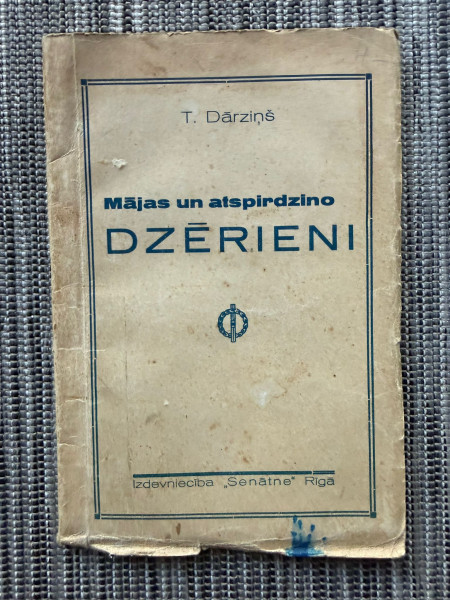 T. Dārziņš
Mājas un atspirdzino
DZĒRIENI
Izdevniecība „Senātne" Rīgā